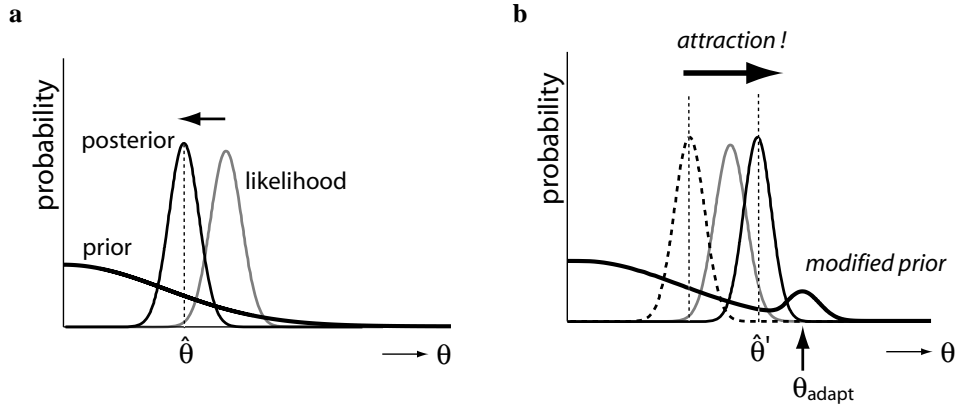 a
probability
posterior
likelihood
prior
θ̂
θ
b
attraction !
probability
modified prior
θ̂'
θ
θadapt